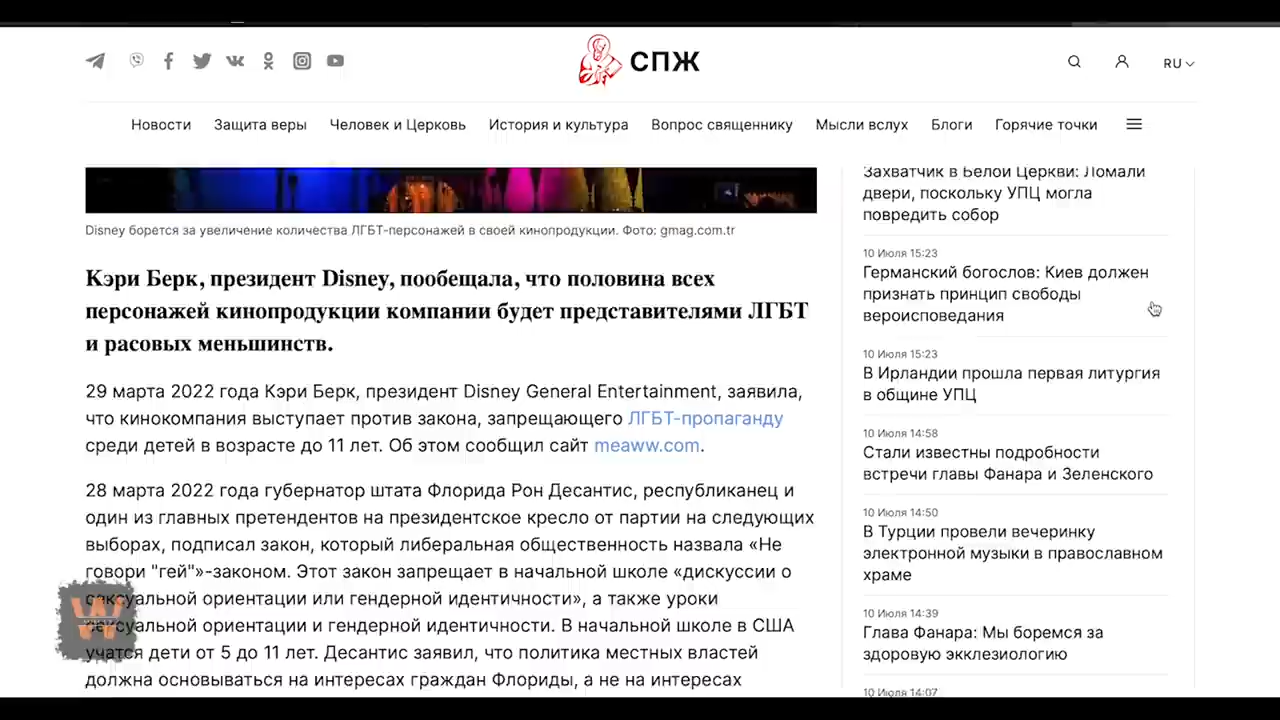 СПЖ
RU
Новости Защита веры Человек и Церковь История и культура Вопрос священнику Мысли вслух Блоги Горячие точки
Disney борется за увеличение количества ЛГБТ-персонажей в своей кинопродукции. Фото: gmag.com.tr
Кэри Берк, президент Disney, пообещала, что половина всех
персонажей кинопродукции компании будет представителями ЛГБТ
и расовых меньшинств.
29 марта 2022 года Кэри Берк, президент Disney General Entertainment, заявила,
что кинокомпания выступает против закона, запрещающего ЛГБТ-пропаганду
среди детей в возрасте до 11 лет. Об этом сообщил сайт meaww.com.
28 марта 2022 года губернатор штата Флорида Рон Десантис, республиканец и
один из главных претендентов на президентское кресло от партии на следующих
выборах, подписал закон, который либеральная общественность назвала «Не
говори "гей"»-законом. Этот закон запрещает в начальной школе «дискуссии о
сексуальной ориентации или гендерной идентичности», а также уроки
сексуальной ориентации и гендерной идентичности. В начальной школе в США
учатся дети от 5 до 11 лет. Десантис заявил, что политика местных властей
должна основываться на интересах граждан Флориды, а не на интересах
Захватчик в Белой Церкви: Ломали
двери, поскольку УПЦ могла
повредить собор
10 Июля 15:23
Германский богослов: Киев должен
признать принцип свободы
вероисповедания
10 Июля 15:23
В Ирландии прошла первая литургия
в общине УПЦ
10 Июля 14:58
Стали известны подробности
встречи главы Фанара и Зеленского
10 Июля 14:50
В Турции провели вечеринку
электронной музыки в православном
храме
10 Июля 14:39
Глава Фанара: Мы боремся за
здоровую экклезиологию
10 Июля 14:07
W